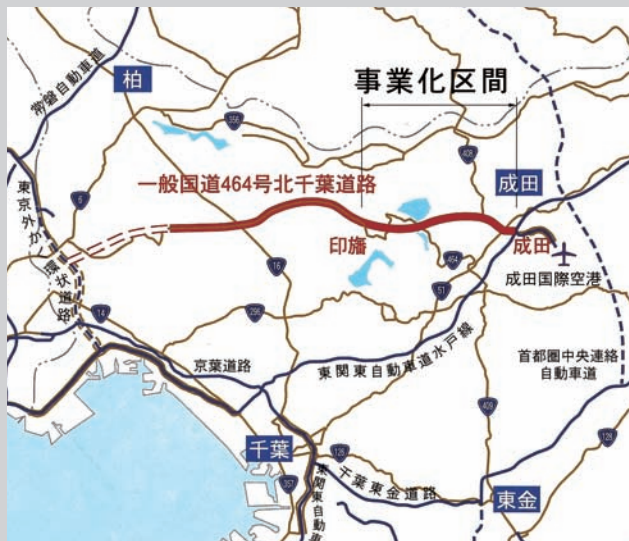 常磐自動車道
柏
事業化区間
356
408
一般国道464号北千葉道路
成田
東京外かく環状道路
6
印旛
成田
464
成田国際空港
16
51
14
296
京葉道路
東関東自動車道水戸線
首都圏中央連絡
自動車道
409
千葉
126
128
357
千葉東金道路
東関東自動車
東金